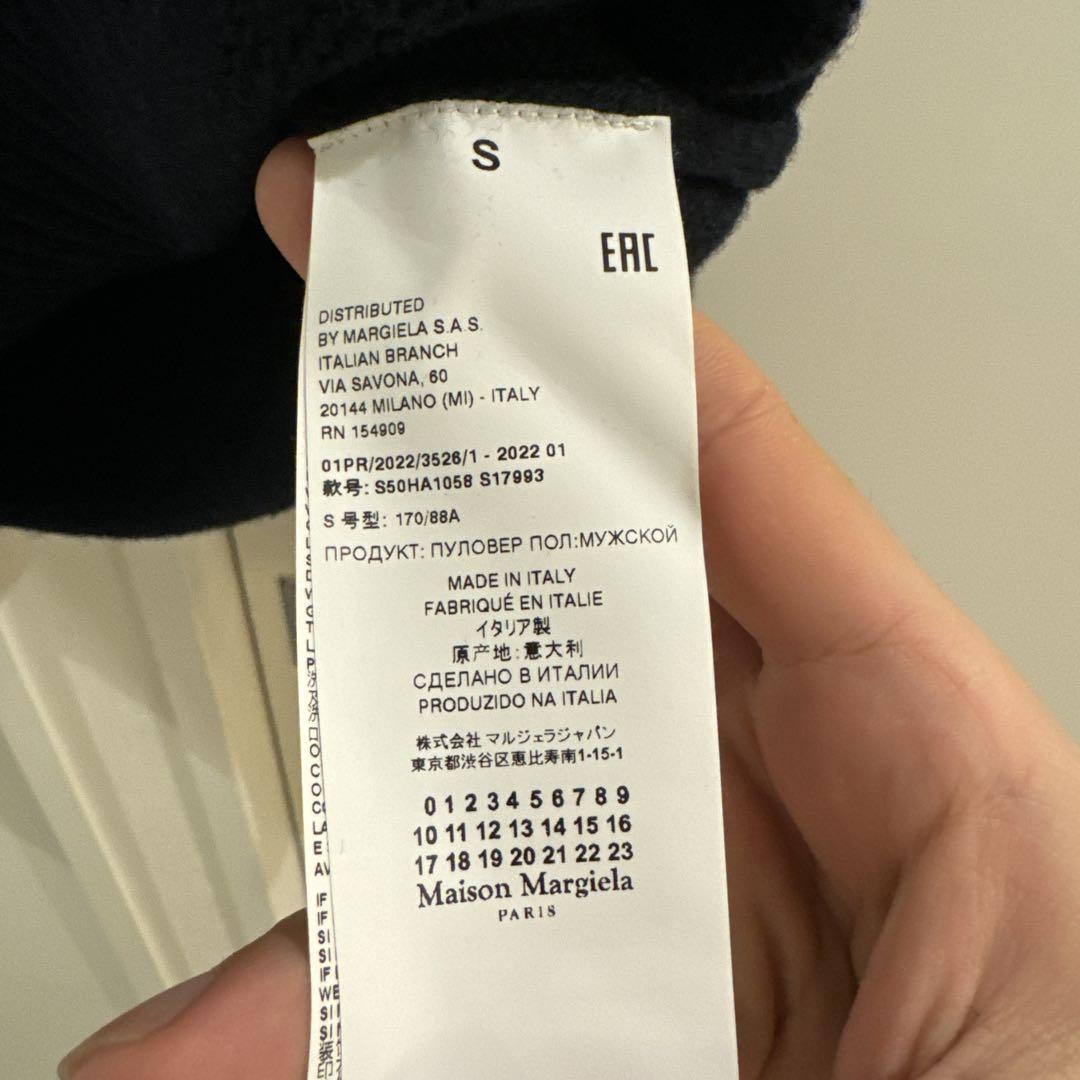 S
EAC
DISTRIBUTED
BY MARGIELA S.A.S.
ITALIAN BRANCH
VIA SAVONA, 60
20144 MILANO (MI) - ITALY
RN 154909
01PR/2022/3526/1 - 2022 01
款号: S50HA1058 S17993
S 号型: 170/88A
ПРОДУКТ: ПУЛОВЕР ПОЛ:МУЖСКОЙ
MADE IN ITALY
FABRIQUÉ EN ITALIE
イタリア製
原产地:意大利
СДЕЛАНО В ИТАЛИИ
PRODUZIDO NA ITALIA
株式会社 マルジェラジャパン
東京都渋谷区恵比寿南1-15-1
0 1 2 3 4 5 6 7 8 9
10 11 12 13 14 15 16
17 18 19 20 21 22 23
Maison Margiela
PARIS